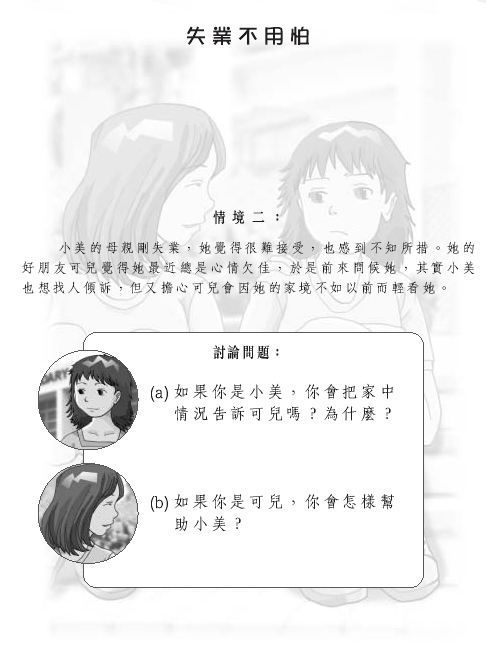 失業不用怕
情境二：
小美的母親剛失業，她覺得很難接受，也感到不知所措。她的
好朋友可兒覺得她最近總是心情欠佳，於是前來問候她，其實小美
也想找人傾訴，但又擔心可兒會因她的家境不如以前而輕看她。
討論問題：
(a) 如果你是小美，你會把家中
情況告訴可兒嗎？為什麼？
(b) 如果你是可兒，你會怎樣幫
助小美？